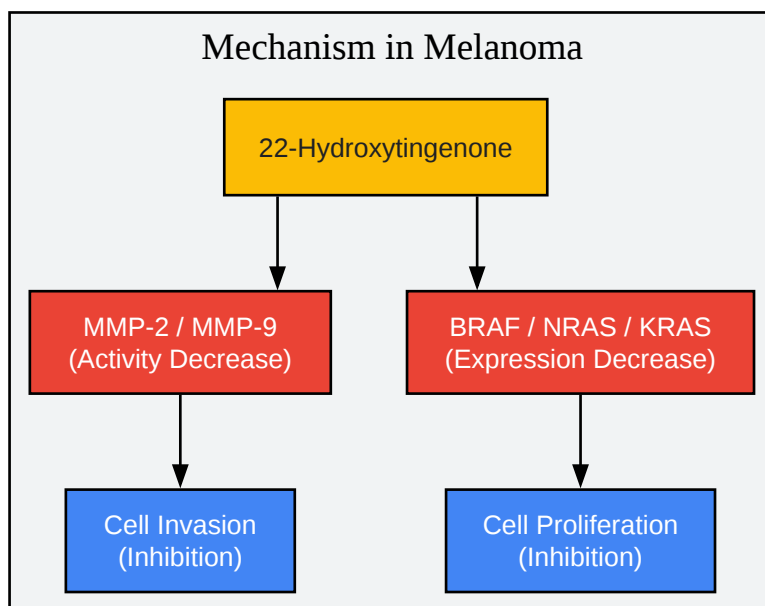 Mechanism in Melanoma
22-Hydroxytingenone
MMP-2 / MMP-9
(Activity Decrease)
BRAF / NRAS / KRAS
(Expression Decrease)
Cell Invasion
(Inhibition)
Cell Proliferation
(Inhibition)